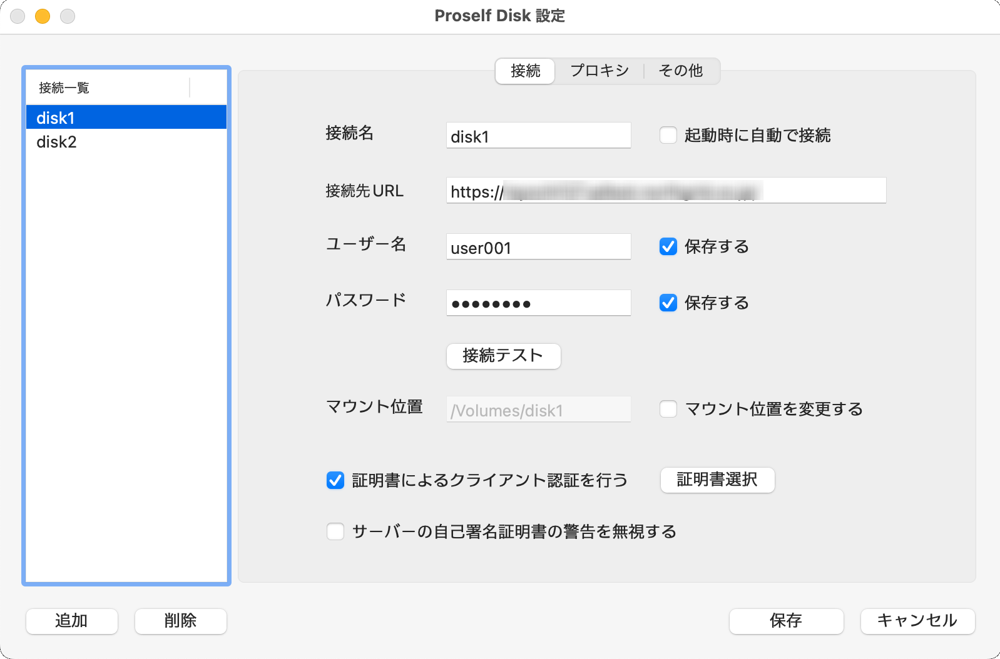 Proself Disk 設定
接続一覧
disk1
disk2
接続 プロキシ その他
接続名 disk1 起動時に自動で接続
接続先URL https://
ユーザー名 user001 保存する
パスワード ●●●●●●●● 保存する
接続テスト
マウント位置 /Volumes/disk1 マウント位置を変更する
証明書によるクライアント認証を行う 証明書選択
サーバーの自己署名証明書の警告を無視する
追加 削除 保存 キャンセル